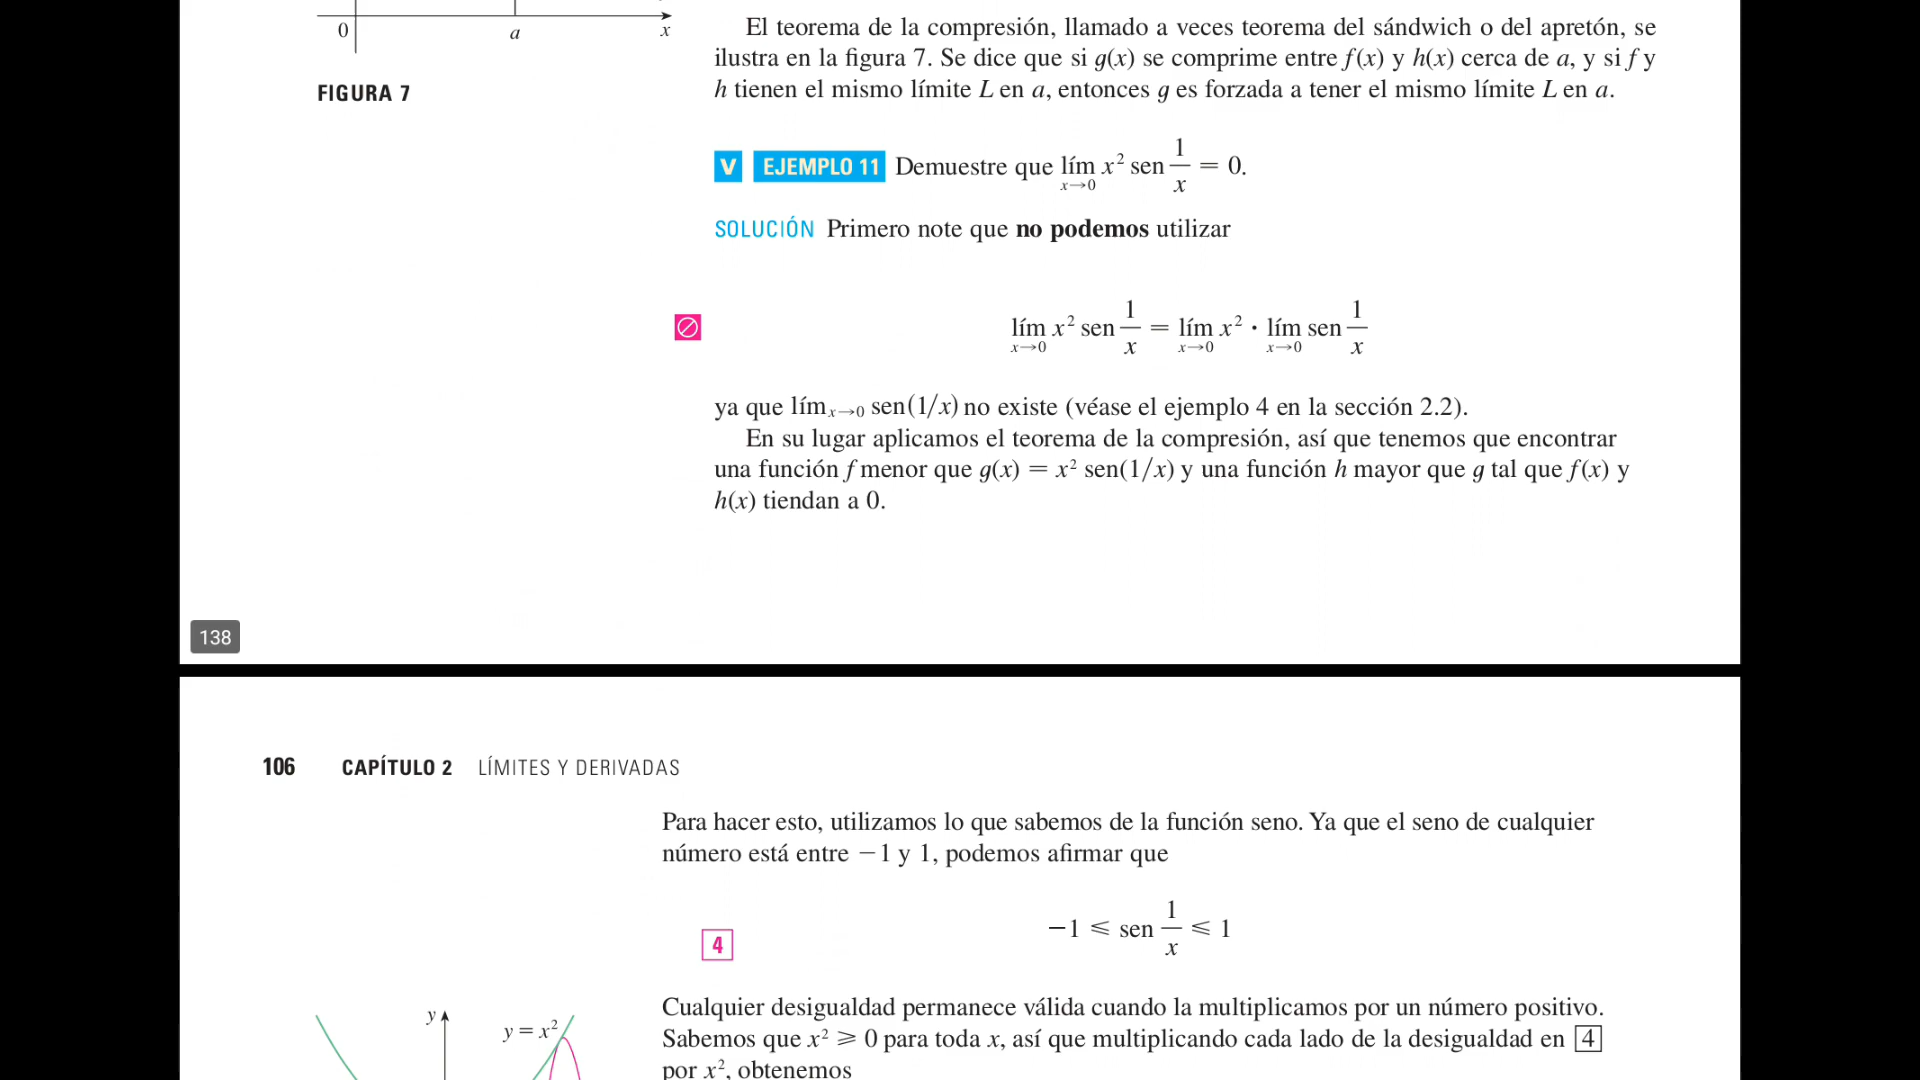 0 a x
FIGURA 7
El teorema de la compresión, llamado a veces teorema del sándwich o del apretón, se
ilustra en la figura 7. Se dice que si g(x) se comprime entre f(x) y h(x) cerca de a, y si f y
h tienen el mismo límite L en a, entonces g es forzada a tener el mismo límite L en a.
V EJEMPLO 11 Demuestre que lím x→0 x² sen 1/x = 0.
SOLUCIÓN Primero note que no podemos utilizar
lím x→0 x² sen 1/x = lím x→0 x² · lím x→0 sen 1/x
ya que lím x→0 sen(1/x) no existe (véase el ejemplo 4 en la sección 2.2).
En su lugar aplicamos el teorema de la compresión, así que tenemos que encontrar
una función f menor que g(x) = x² sen(1/x) y una función h mayor que g tal que f(x) y
h(x) tiendan a 0.
138
106 CAPÍTULO 2 LÍMITES Y DERIVADAS
Para hacer esto, utilizamos lo que sabemos de la función seno. Ya que el seno de cualquier
número está entre −1 y 1, podemos afirmar que
4 −1 ≤ sen 1/x ≤ 1
Cualquier desigualdad permanece válida cuando la multiplicamos por un número positivo.
Sabemos que x² ≥ 0 para toda x, así que multiplicando cada lado de la desigualdad en 4
por x², obtenemos
y
y = x²